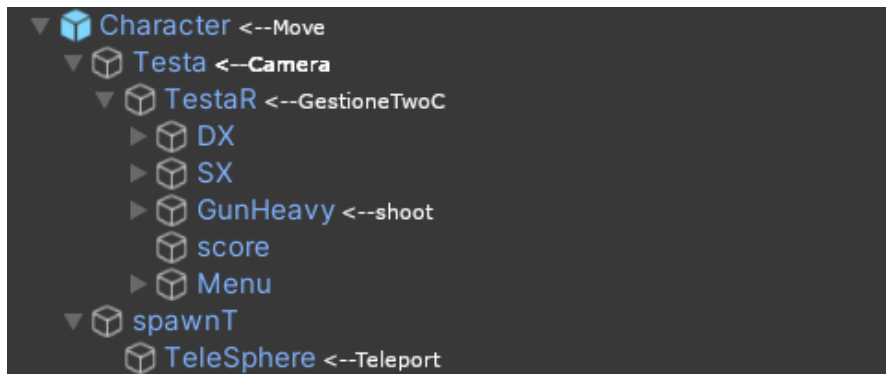 Character <--Move
Testa <--Camera
TestaR <--GestioneTwoC
DX
SX
GunHeavy <--shoot
score
Menu
spawnT
TeleSphere <--Teleport